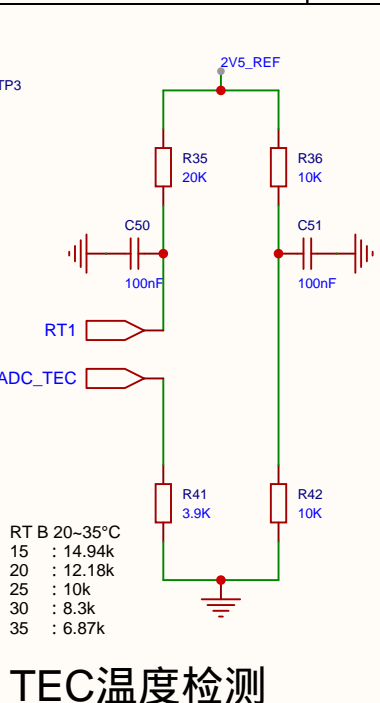 2V5_REF
TP3
R35
20K
R36
10K
C50
100nF
C51
100nF
RT1
ADC_TEC
R41
3.9K
R42
10K
RT B 20~35°C
15 : 14.94k
20 : 12.18k
25 : 10k
30 : 8.3k
35 : 6.87k
TEC温度检测